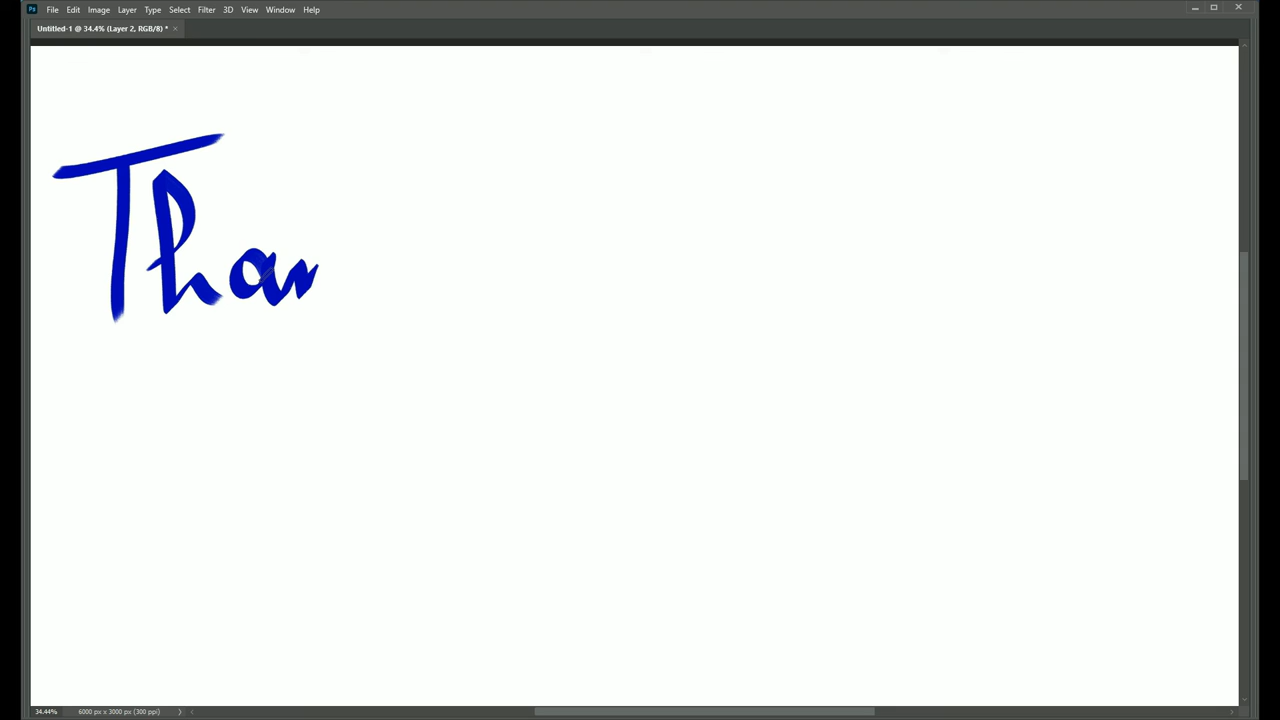 Ps File Edit Image Layer Type Select Filter 3D View Window Help
Untitled-1 @ 34.4% (Layer 2, RGB/8) * ×
Than
34.44% 6000 px x 3000 px (300 ppi)